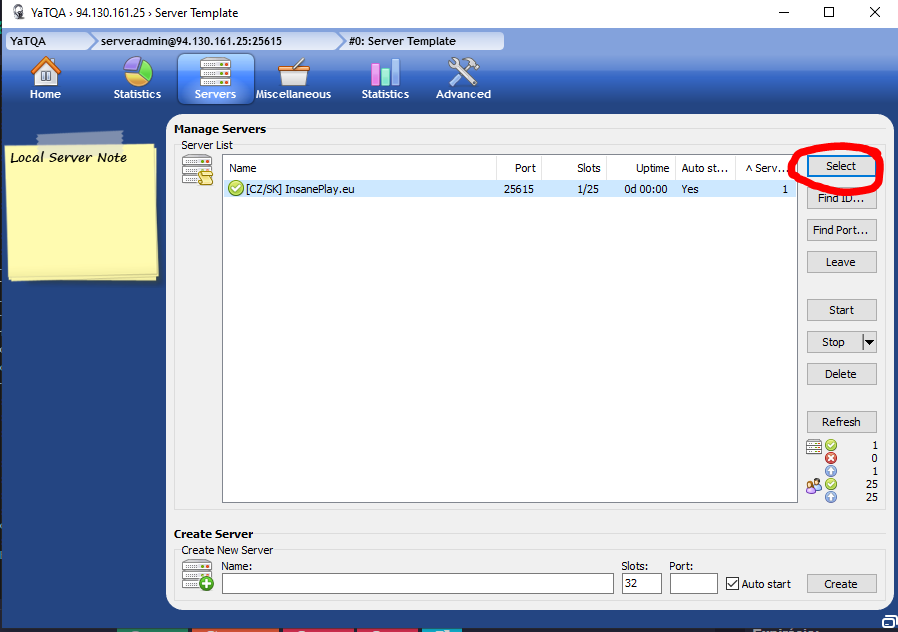 YaTQA › 94.130.161.25 › Server Template
YaTQA serveradmin@94.130.161.25:25615 #0: Server Template
Home Statistics Servers Miscellaneous Statistics Advanced
Local Server Note
Manage Servers
Server List
Name Port Slots Uptime Auto st... ^ Serv...
[CZ/SK] InsanePlay.eu 25615 1/25 0d 00:00 Yes 1
Select
Find ID...
Find Port...
Leave
Start
Stop
Delete
Refresh
1
0
1
25
25
Create Server
Create New Server
Name: Slots: Port:
32 Auto start Create